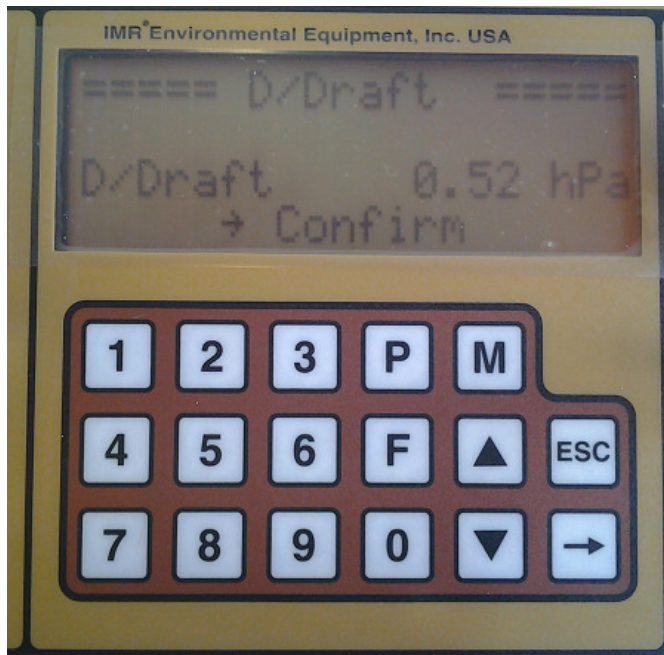 IMR® Environmental Equipment, Inc. USA
===== D/Draft =====
D/Draft 0.52 hPa
→ Confirm
1 2 3 P M
4 5 6 F ▲ ESC
7 8 9 0 ▼ →